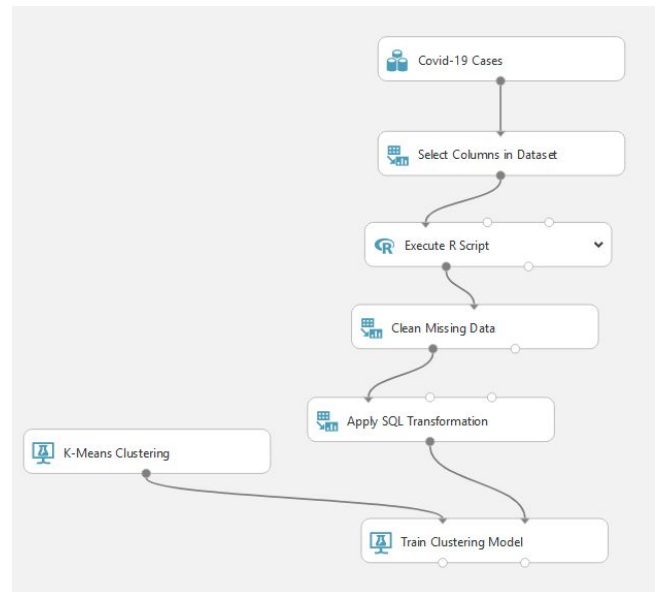 Covid-19 Cases
Select Columns in Dataset
Execute R Script
Clean Missing Data
Apply SQL Transformation
K-Means Clustering
Train Clustering Model